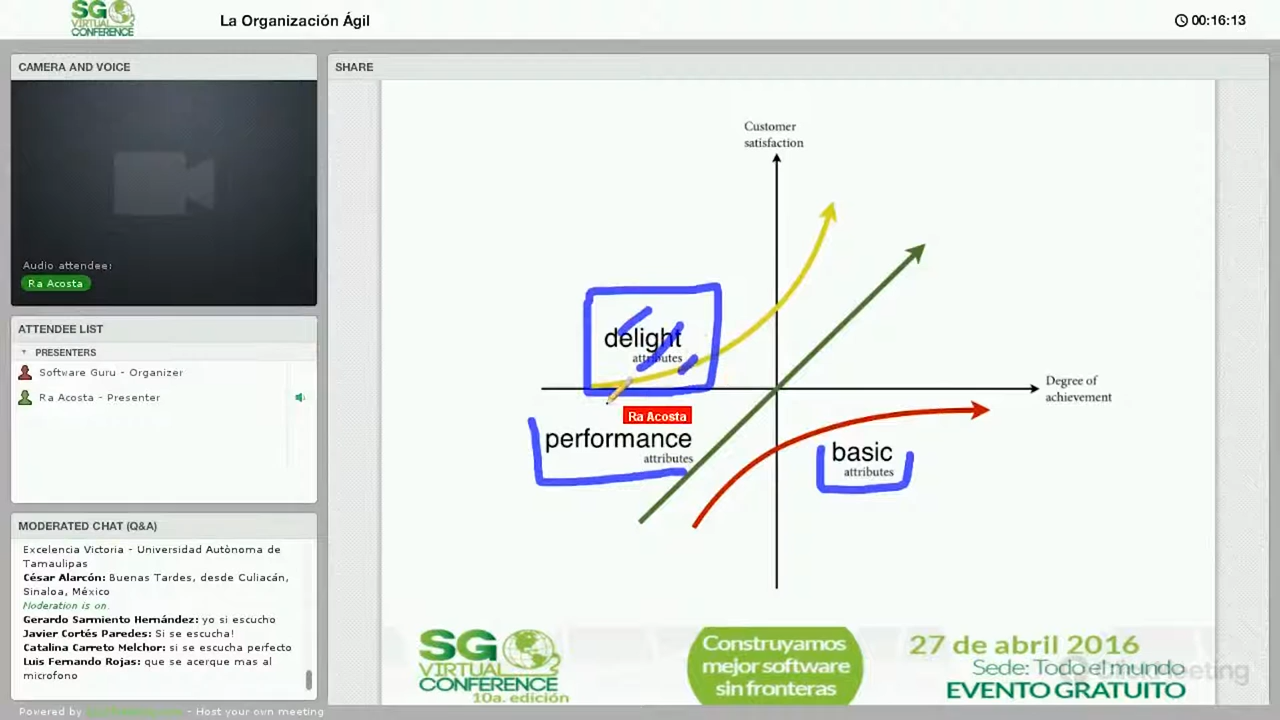 SG
VIRTUAL
CONFERENCE
La Organización Ágil
00:16:13
CAMERA AND VOICE
Audio attendee:
Ra Acosta
ATTENDEE LIST
PRESENTERS
Software Guru - Organizer
Ra Acosta - Presenter
MODERATED CHAT (Q&A)
Excelencia Victoria - Universidad Autònoma de
Tamaulipas
César Alarcón: Buenas Tardes, desde Culiacán,
Sinaloa, México
Moderation is on.
Gerardo Sarmiento Hernández: yo si escucho
Javier Cortés Paredes: Si se escucha!
Catalina Carreto Melchor: si se escucha perfecto
Luis Fernando Rojas: que se acerque mas al
microfono
Powered by ClickMeeting.com - Host your own meeting
SHARE
Customer
satisfaction
delight
attributes
Degree of
achievement
Ra Acosta
performance
attributes
basic
attributes
SG
VIRTUAL
CONFERENCE
10a. edición
Construyamos
mejor software
sin fronteras
27 de abril 2016
Sede: Todo el mundo
EVENTO GRATUITO
ClickMeeting